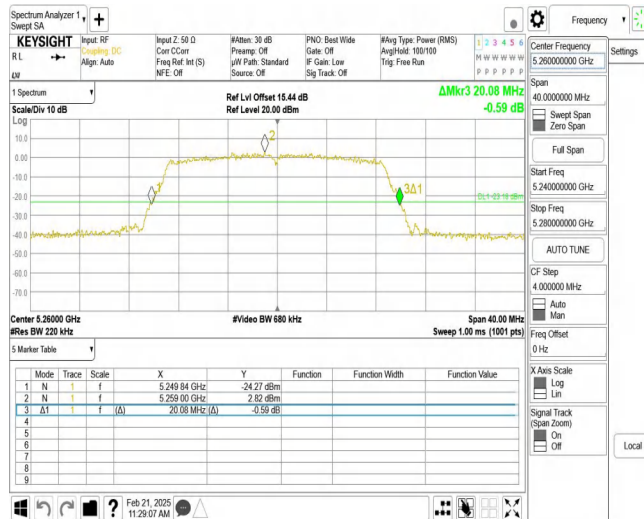 Spectrum Analyzer 1
Swept SA
+
Frequency
KEYSIGHT
RL
Input: RF
Coupling: DC
Align: Auto
Input Z: 50 Ω
Corr CCorr
Freq Ref: Int (S)
NFE: Off
#Atten: 30 dB
Preamp: Off
µW Path: Standard
Source: Off
PNO: Best Wide
Gate: Off
IF Gain: Low
Sig Track: Off
#Avg Type: Power (RMS)
Avg|Hold: 100/100
Trig: Free Run
1 2 3 4 5 6
M W W W W W
P P P P P P
1 Spectrum
Scale/Div 10 dB
Ref Lvl Offset 15.44 dB
Ref Level 20.00 dBm
ΔMkr3 20.08 MHz
-0.59 dB
Log
10.0
0.00
-10.0
-20.0
-30.0
-40.0
-50.0
-60.0
-70.0
1
2
3Δ1
Center 5.26000 GHz
#Res BW 220 kHz
#Video BW 680 kHz
Span 40.00 MHz
Sweep 1.00 ms (1001 pts)
5 Marker Table
Mode Trace Scale X Y Function Function Width Function Value
1 N 1 f 5.249 84 GHz -24.27 dBm
2 N 1 f 5.259 00 GHz 2.82 dBm
3 Δ1 1 f (Δ) 20.08 MHz (Δ) -0.59 dB
4
5
6
7
8
9
?
Feb 21, 2025
11:29:07 AM
Center Frequency
5.260000000 GHz
Span
40.0000000 MHz
Swept Span
Zero Span
Full Span
Start Freq
5.240000000 GHz
Stop Freq
5.280000000 GHz
AUTO TUNE
CF Step
4.000000 MHz
Auto
Man
Freq Offset
0 Hz
X Axis Scale
Log
Lin
Signal Track
(Span Zoom)
On
Off
Settings
Local